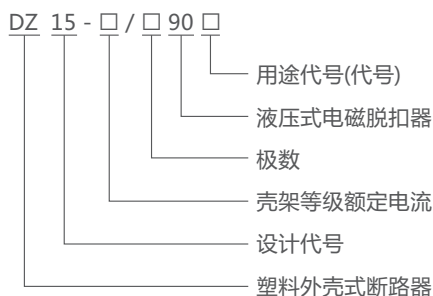 DZ 15 - □ / □ 90 □
用途代号(代号)
液压式电磁脱扣器
极数
壳架等级额定电流
设计代号
塑料外壳式断路器